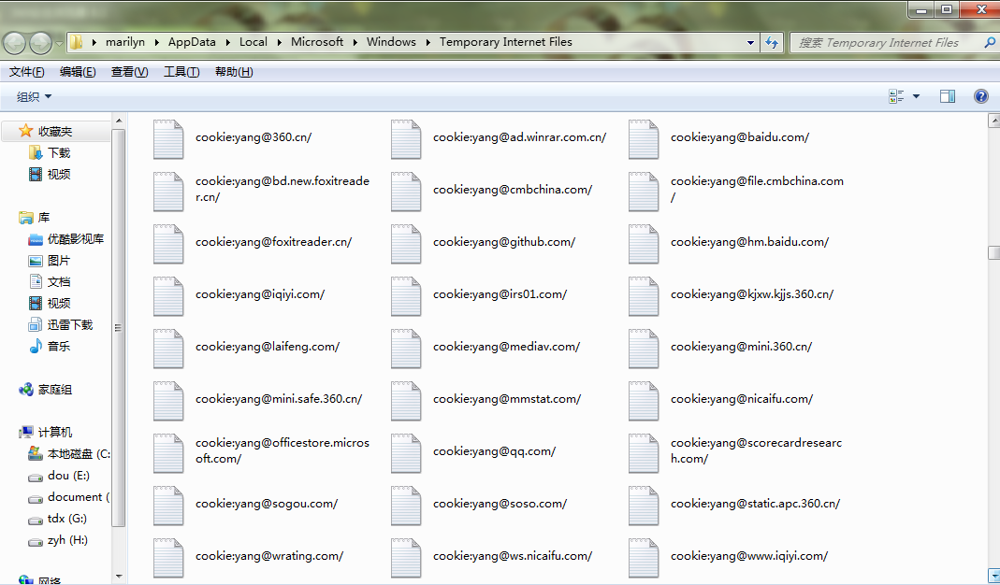 marilyn AppData Local Microsoft Windows Temporary Internet Files
搜索 Temporary Internet Files
文件(F) 编辑(E) 查看(V) 工具(T) 帮助(H)
组织
收藏夹
下载
视频
库
优酷影视库
图片
文档
视频
迅雷下载
音乐
家庭组
计算机
本地磁盘 (C:
dou (E:)
document (
tdx (G:)
zyh (H:)
网络
cookie:yang@360.cn/
cookie:yang@ad.winrar.com.cn/
cookie:yang@baidu.com/
cookie:yang@bd.new.foxitreade
r.cn/
cookie:yang@cmbchina.com/
cookie:yang@file.cmbchina.com
/
cookie:yang@foxitreader.cn/
cookie:yang@github.com/
cookie:yang@hm.baidu.com/
cookie:yang@iqiyi.com/
cookie:yang@irs01.com/
cookie:yang@kjxw.kjjs.360.cn/
cookie:yang@laifeng.com/
cookie:yang@mediav.com/
cookie:yang@mini.360.cn/
cookie:yang@mini.safe.360.cn/
cookie:yang@mmstat.com/
cookie:yang@nicaifu.com/
cookie:yang@officestore.micros
oft.com/
cookie:yang@qq.com/
cookie:yang@scorecardresearc
h.com/
cookie:yang@sogou.com/
cookie:yang@soso.com/
cookie:yang@static.apc.360.cn/
cookie:yang@wrating.com/
cookie:yang@ws.nicaifu.com/
cookie:yang@www.iqiyi.com/